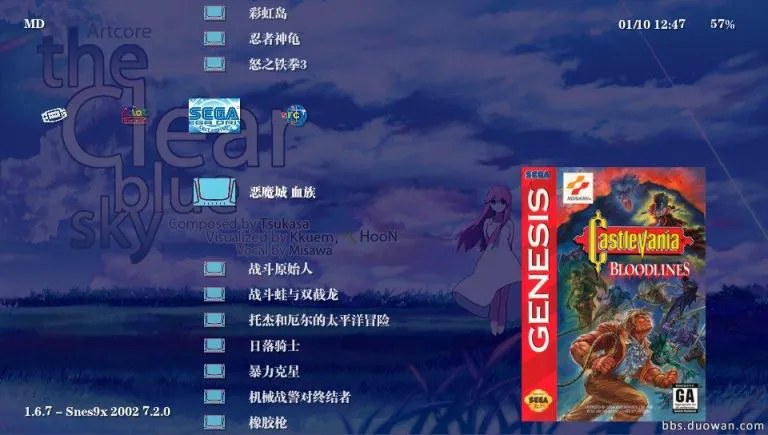 MD
彩虹岛
01/10 12:47
57%
忍者神龟
怒之铁拳3
Artcore
the
Clear
blue
sky
SEGA
SFC
恶魔城 血族
Composed by Tsukasa
Visualized by Kkuem, HooN
Vocal by Misawa
战斗原始人
战斗蛙与双截龙
托杰和厄尔的太平洋冒险
日落骑士
暴力克星
机械战警对终结者
橡胶枪
1.6.7 – Snes9x 2002 7.2.0
SEGA
GENESIS
KONAMI
Castlevania
BLOODLINES
SEGA
GA
bbs.duowan.com